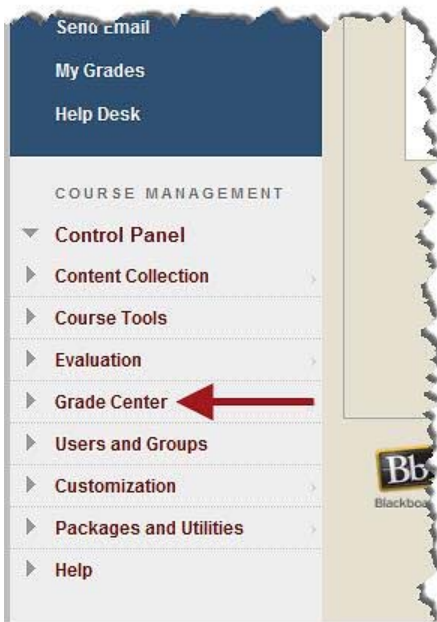 Send Email
My Grades
Help Desk
COURSE MANAGEMENT
Control Panel
Content Collection
Course Tools
Evaluation
Grade Center
Users and Groups
Customization
Packages and Utilities
Help
Bb